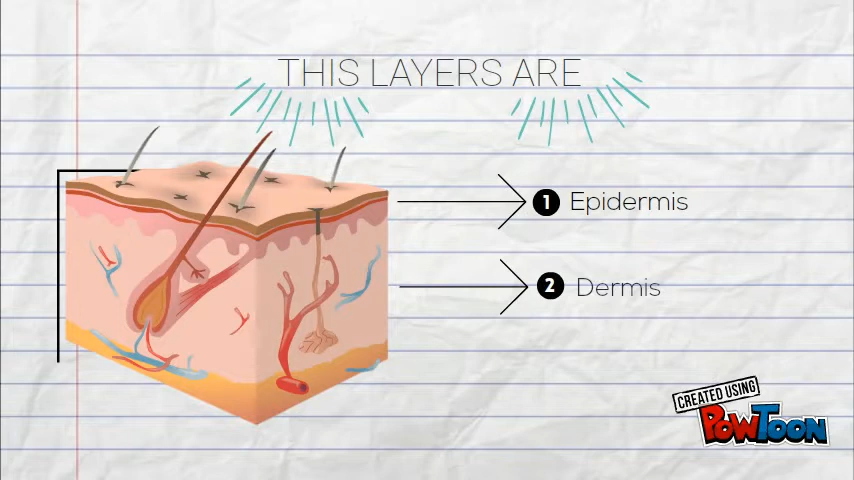 THIS LAYERS ARE
1 Epidermis
2 Dermis
CREATED USING
POWTOON